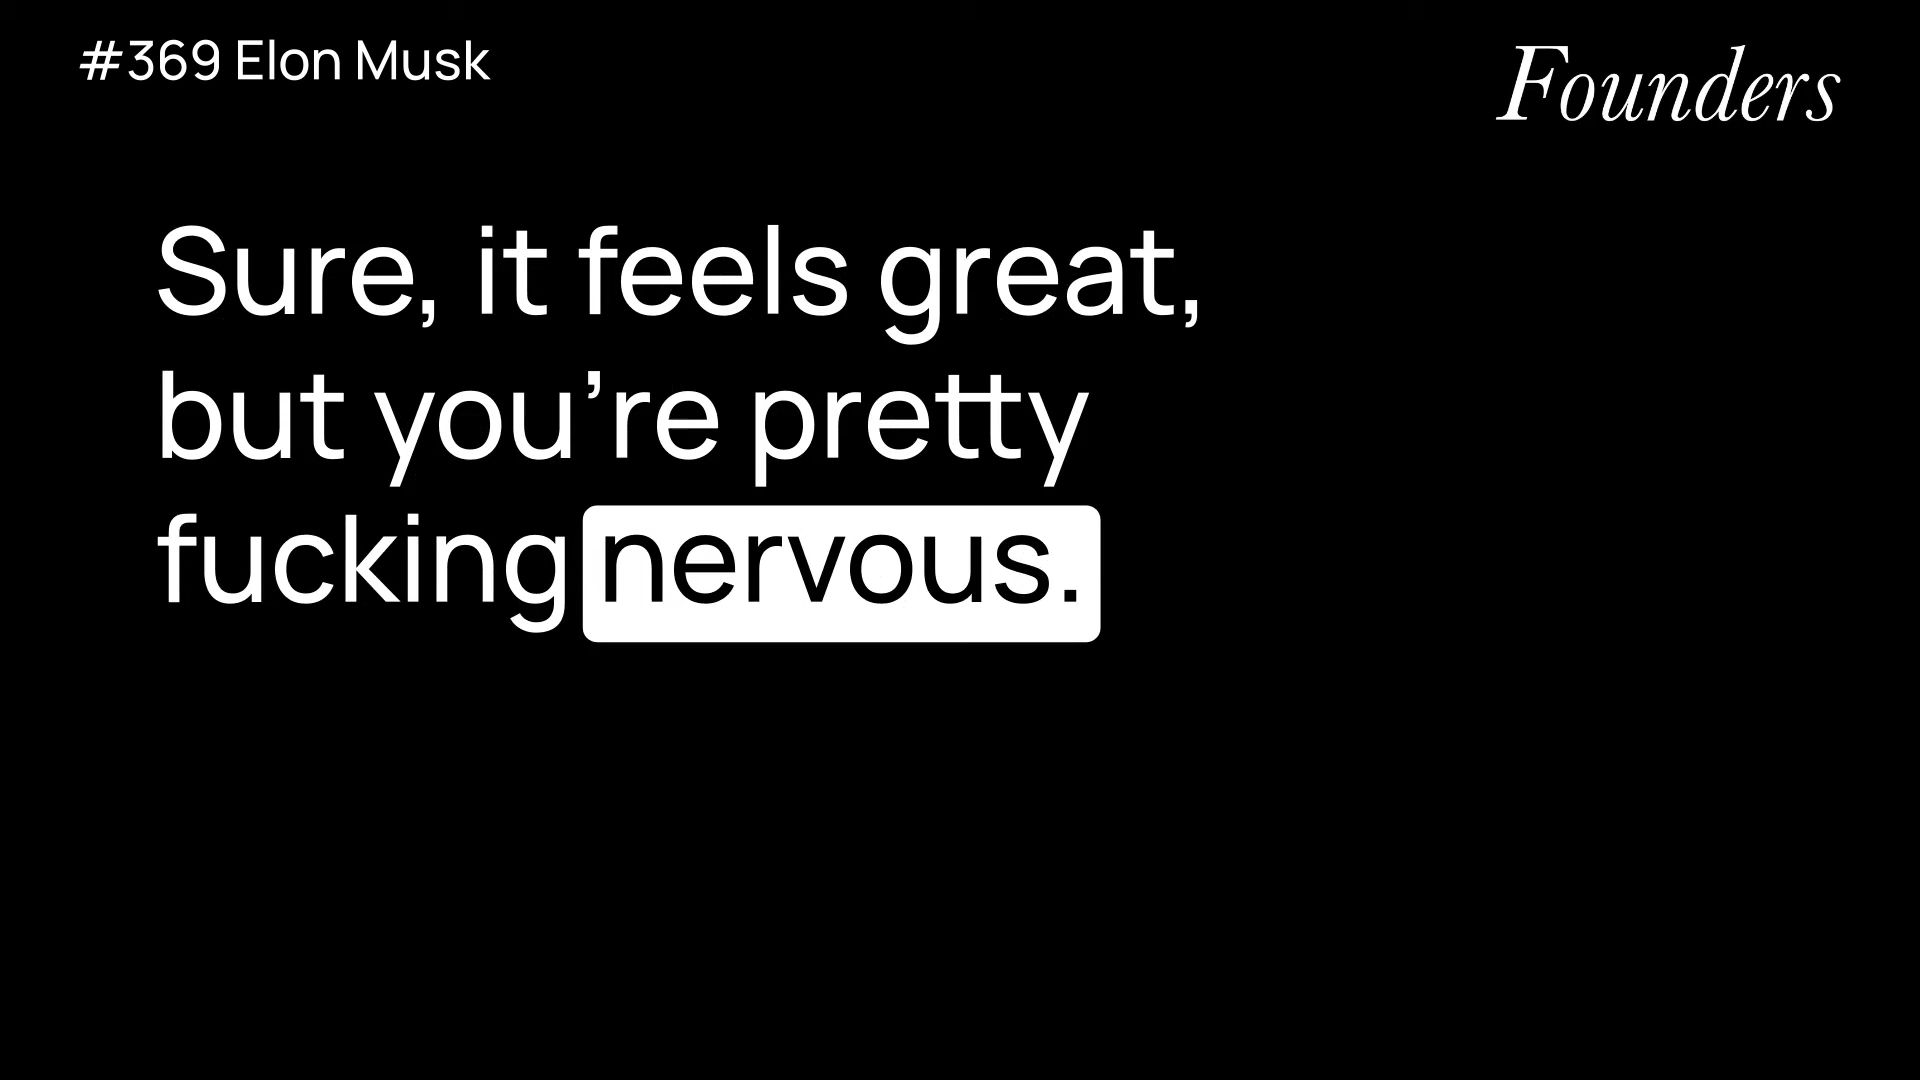 #369 Elon Musk
Founders
Sure, it feels great,
but you’re pretty
fucking nervous.